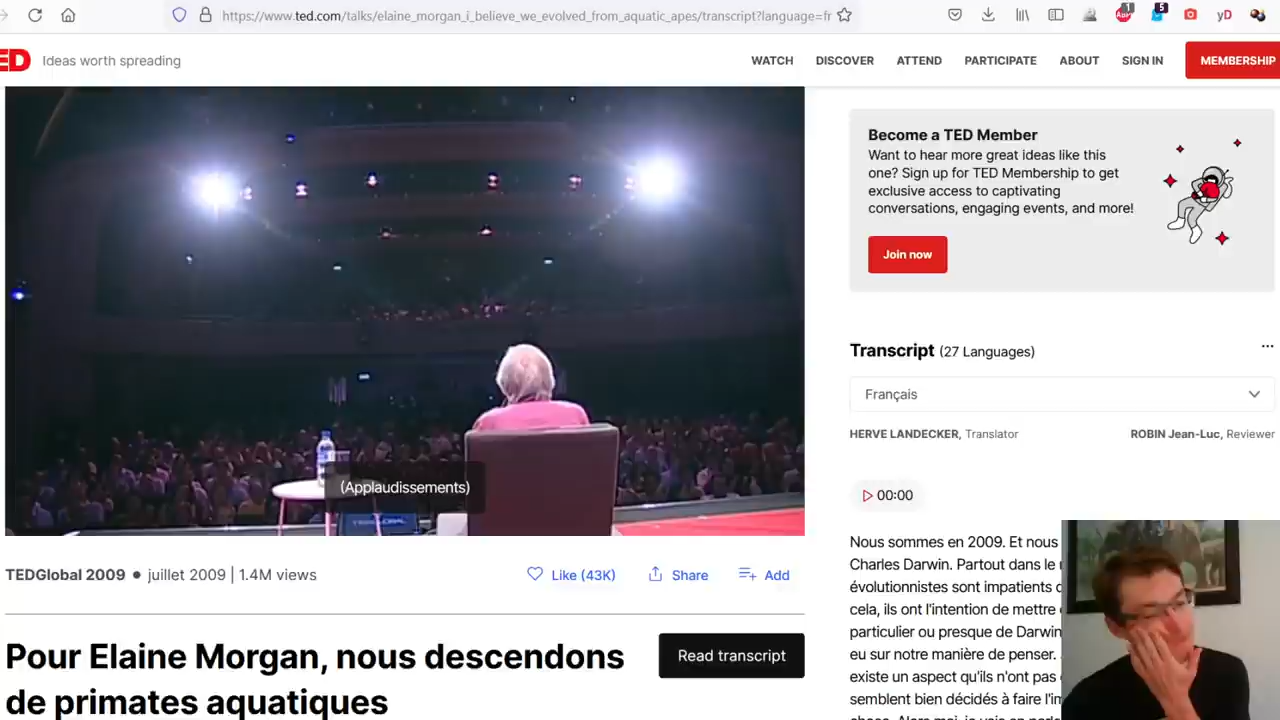 https://www.ted.com/talks/elaine_morgan_i_believe_we_evolved_from_aquatic_apes/transcript?language=fr
1
5
yD
ED
Ideas worth spreading
WATCH
DISCOVER
ATTEND
PARTICIPATE
ABOUT
SIGN IN
MEMBERSHIP
(Applaudissements)
TEDGlobal 2009 • juillet 2009 | 1.4M views
Like (43K)
Share
Add
Pour Elaine Morgan, nous descendons
de primates aquatiques
Read transcript
Become a TED Member
Want to hear more great ideas like this
one? Sign up for TED Membership to get
exclusive access to captivating
conversations, engaging events, and more!
Join now
Transcript (27 Languages)
Français
HERVE LANDECKER, Translator
ROBIN Jean-Luc, Reviewer
00:00
Nous sommes en 2009. Et nous
Charles Darwin. Partout dans le
évolutionnistes sont impatients
cela, ils ont l'intention de mettre
particulier ou presque de Darwin
eu sur notre manière de penser.
existe un aspect qu'ils n'ont pas
semblent bien décidés à faire l'im